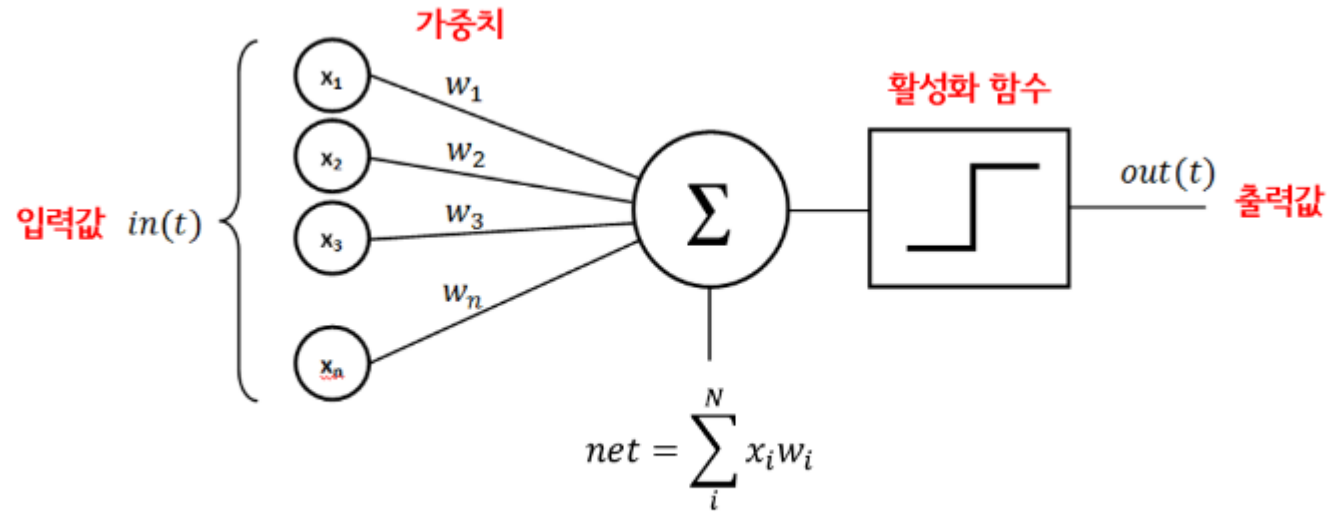 가중치
x₁
w₁
활성화 함수
x₂
w₂
입력값 in(t)
x₃
w₃
∑
out(t) 출력값
wₙ
xₙ
net = ∑ᵢᴺ xᵢwᵢ